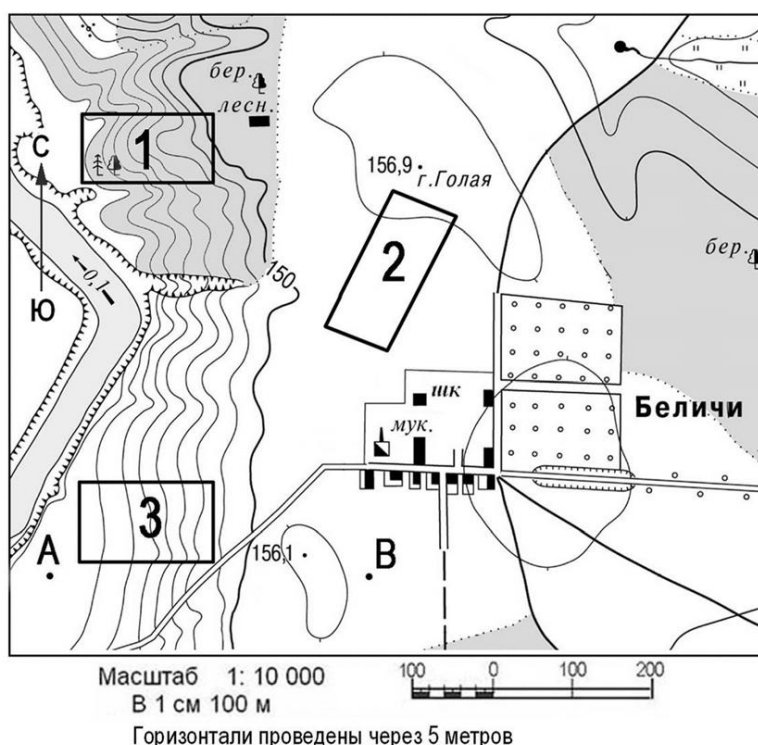 бер.
лесн.
С
1
156,9
г.Голая
2
бер.
0,1
150
Ю
шк
Беличи
мук.
3
А
156,1
В
Масштаб 1: 10 000
В 1 см 100 м
100 0 100 200
Горизонтали проведены через 5 метров